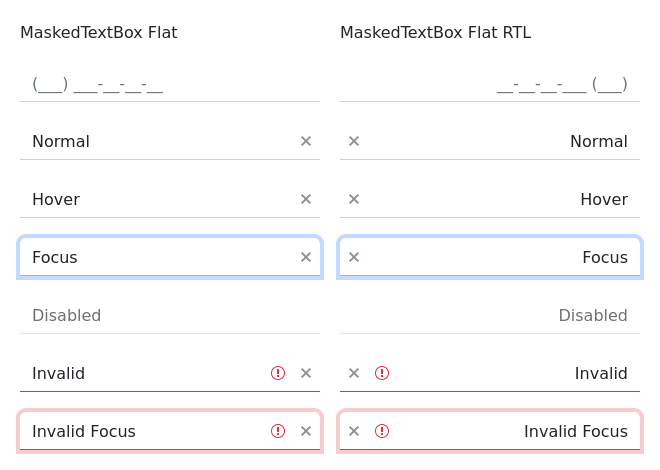 MaskedTextBox Flat
MaskedTextBox Flat RTL
(___) ___-__-__-__
__-__-__-___ (___)
Normal
Normal
Hover
Hover
Focus
Focus
Disabled
Disabled
Invalid
Invalid
Invalid Focus
Invalid Focus